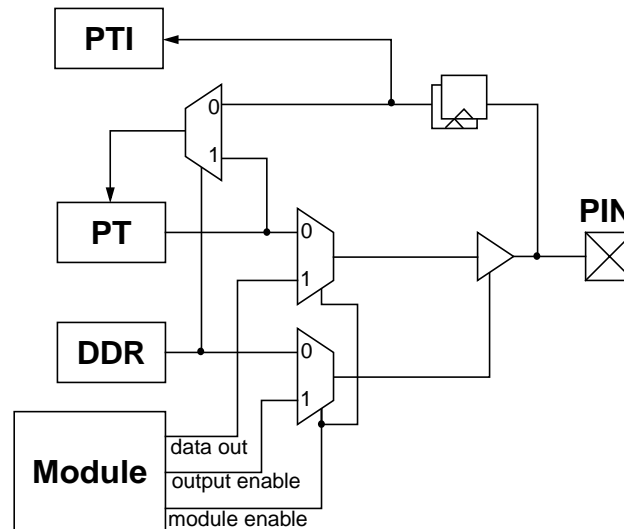 PTI
0
1
PT
PIN
0
1
DDR
0
1
Module
data out
output enable
module enable